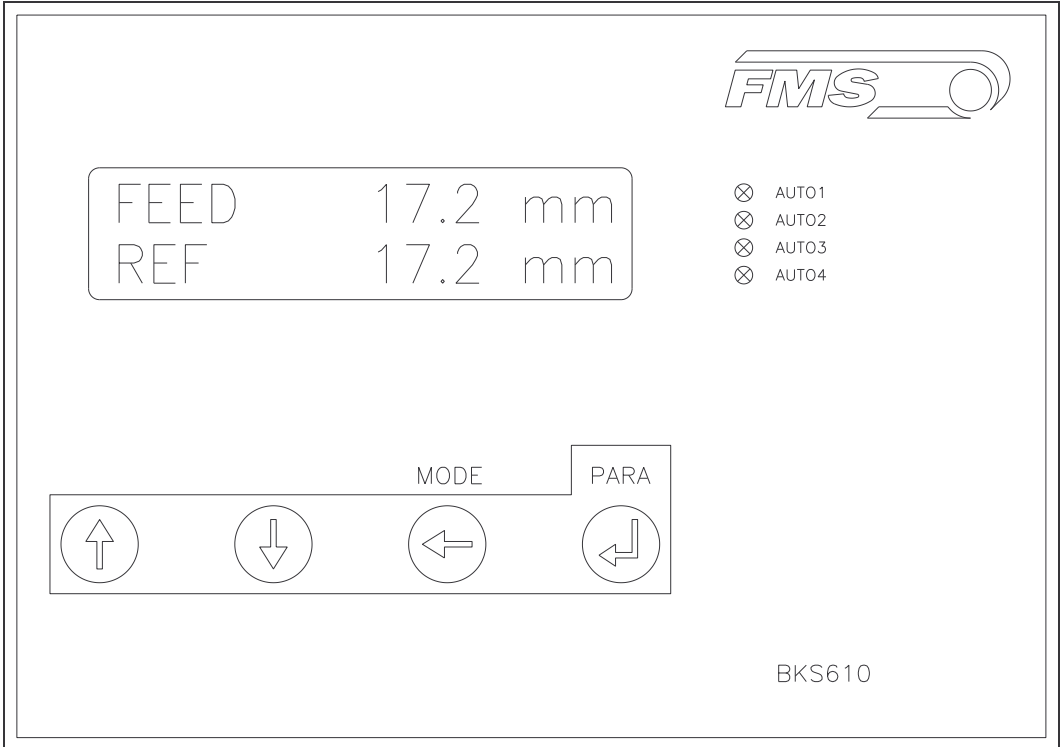 FMS
FEED 17.2 mm
REF 17.2 mm
AUTO1
AUTO2
AUTO3
AUTO4
MODE PARA
BKS610